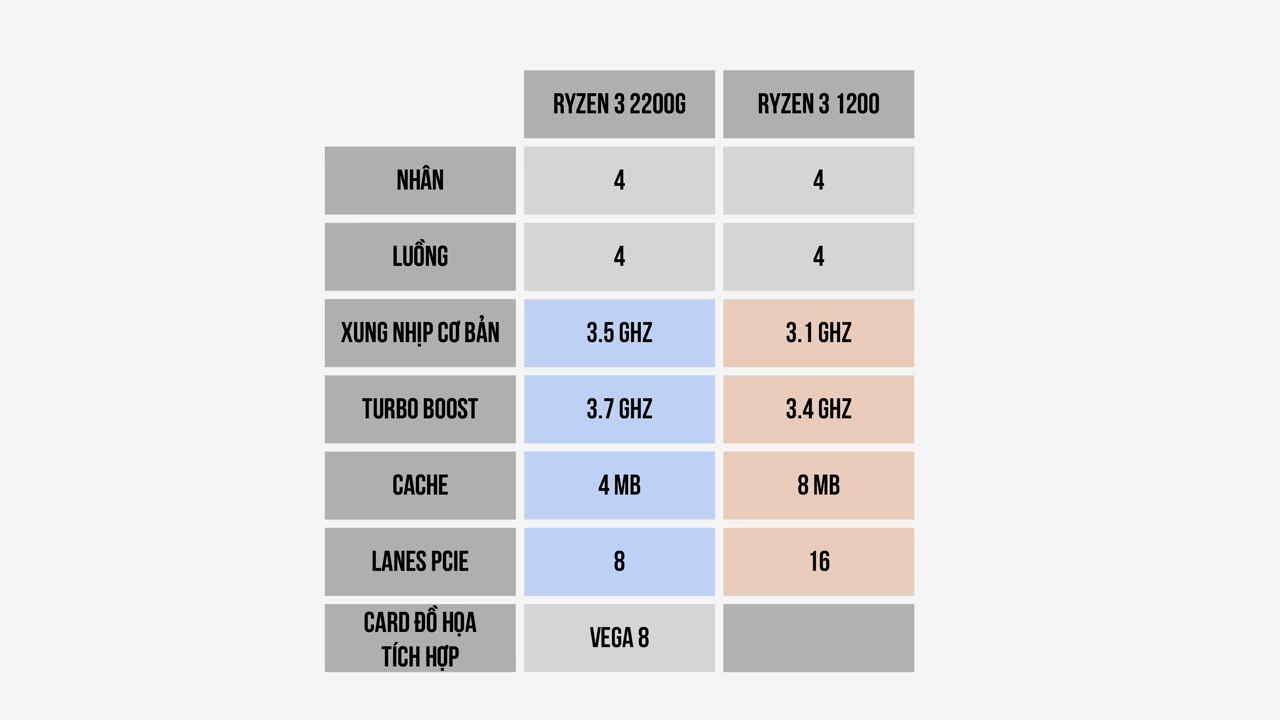 RYZEN 3 2200G RYZEN 3 1200
NHÂN 4 4
LUỒNG 4 4
XUNG NHỊP CƠ BẢN 3.5 GHZ 3.1 GHZ
TURBO BOOST 3.7 GHZ 3.4 GHZ
CACHE 4 MB 8 MB
LANES PCIE 8 16
CARD ĐỒ HỌA
TÍCH HỢP VEGA 8